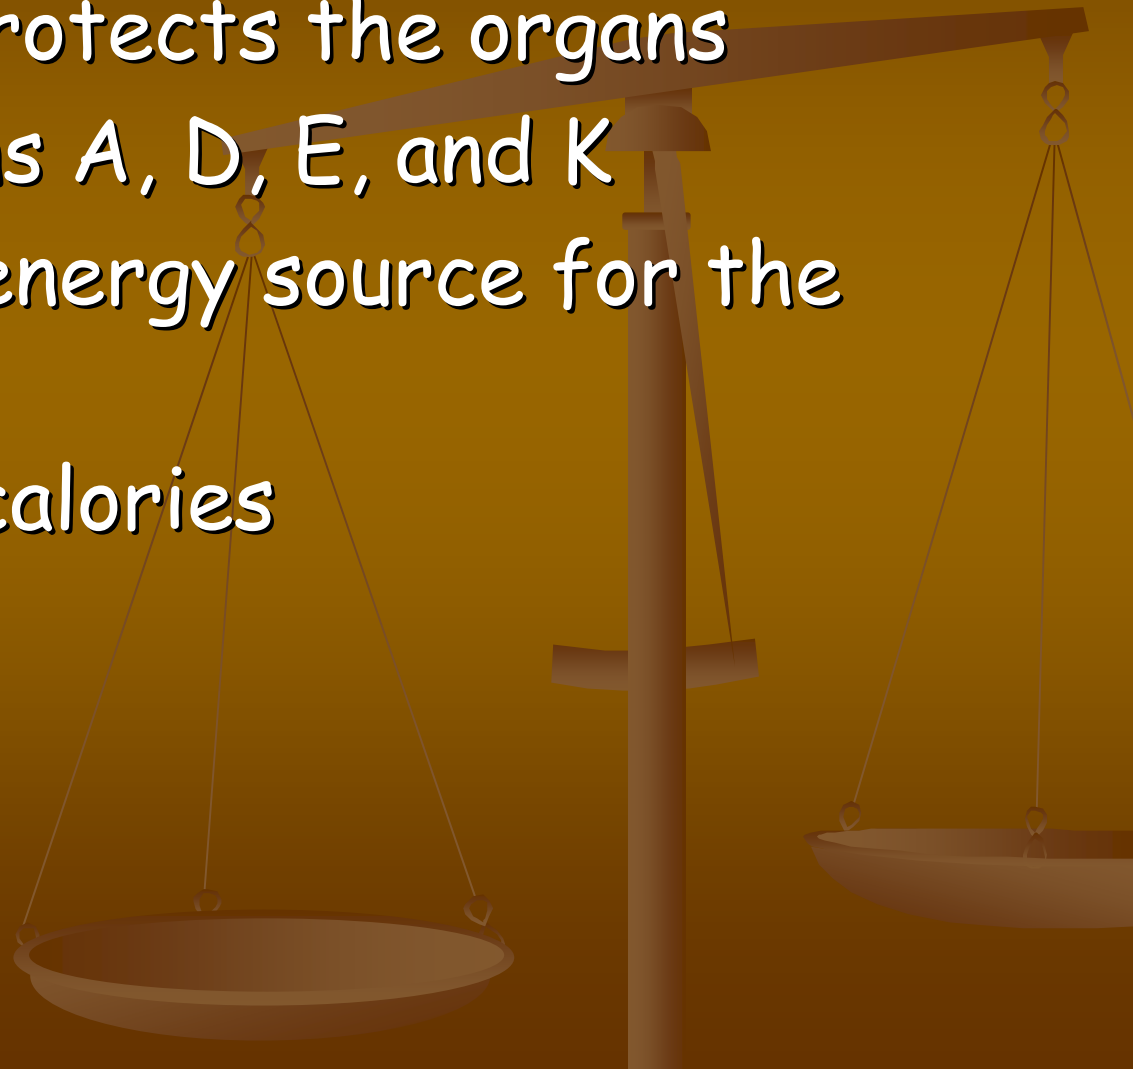 rotects the organs
s A, D, E, and K
energy source for the
calories